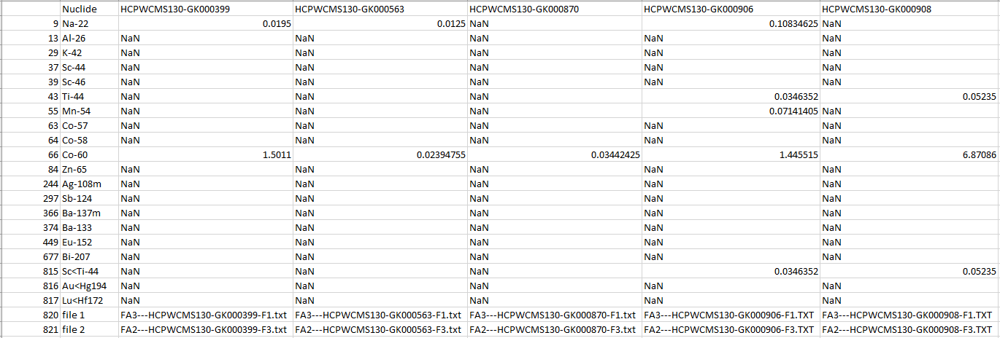 Nuclide HCPWCMS130-GK000399 HCPWCMS130-GK000563 HCPWCMS130-GK000870 HCPWCMS130-GK000906 HCPWCMS130-GK000908
9 Na-22 0.0195 0.0125 NaN 0.10834625 NaN
13 Al-26 NaN NaN NaN NaN NaN
29 K-42 NaN NaN NaN NaN NaN
37 Sc-44 NaN NaN NaN NaN NaN
39 Sc-46 NaN NaN NaN NaN NaN
43 Ti-44 NaN NaN NaN 0.0346352 0.05235
55 Mn-54 NaN NaN NaN 0.07141405 NaN
63 Co-57 NaN NaN NaN NaN NaN
64 Co-58 NaN NaN NaN NaN NaN
66 Co-60 1.5011 0.02394755 0.03442425 1.445515 6.87086
84 Zn-65 NaN NaN NaN NaN NaN
244 Ag-108m NaN NaN NaN NaN NaN
297 Sb-124 NaN NaN NaN NaN NaN
366 Ba-137m NaN NaN NaN NaN NaN
374 Ba-133 NaN NaN NaN NaN NaN
449 Eu-152 NaN NaN NaN NaN NaN
677 Bi-207 NaN NaN NaN NaN NaN
815 Sc<Ti-44 NaN NaN NaN 0.0346352 0.05235
816 Au<Hg194 NaN NaN NaN NaN NaN
817 Lu<Hf172 NaN NaN NaN NaN NaN
820 file 1 FA3---HCPWCMS130-GK000399-F1.txt FA3---HCPWCMS130-GK000563-F1.txt FA3---HCPWCMS130-GK000870-F1.txt FA3---HCPWCMS130-GK000906-F1.TXT FA3---HCPWCMS130-GK000908-F1.TXT
821 file 2 FA2---HCPWCMS130-GK000399-F3.txt FA2---HCPWCMS130-GK000563-F3.txt FA2---HCPWCMS130-GK000870-F3.txt FA2---HCPWCMS130-GK000906-F3.TXT FA2---HCPWCMS130-GK000908-F3.TXT